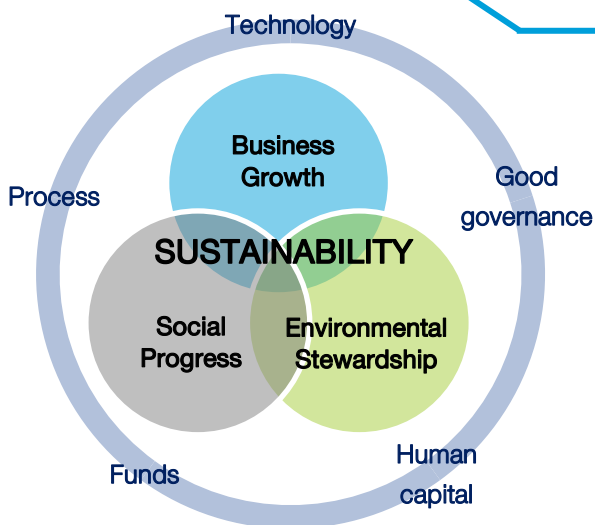 Technology
Business
Growth
Process
Good
governance
SUSTAINABILITY
Social
Progress
Environmental
Stewardship
Funds
Human
capital